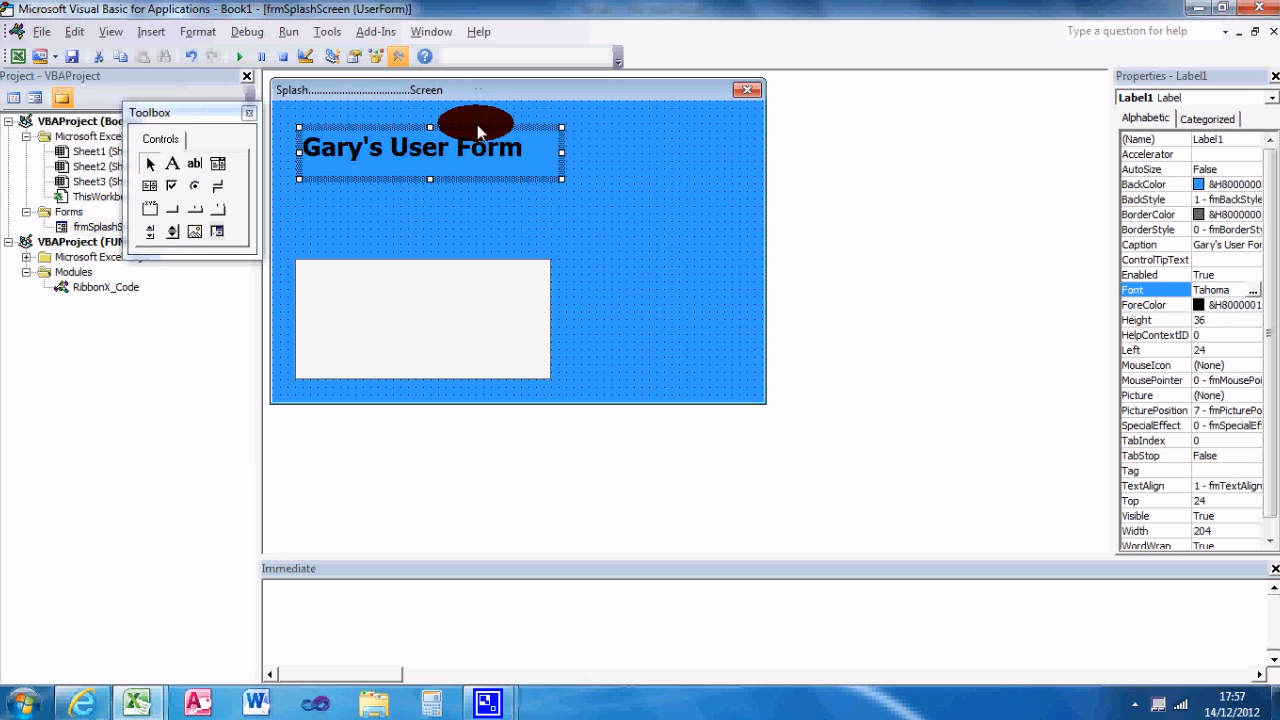 Microsoft Visual Basic for Applications - Book1 - [frmSplashScreen (UserForm)]
File Edit View Insert Format Debug Run Tools Add-Ins Window Help
Type a question for help
Project - VBAProject
Toolbox
Controls
A
ab|
XYZ
VBAProject (Boo
Microsoft Exce
Sheet1 (Sh
Sheet2 (Sh
Sheet3 (Sh
ThisWorkb
Forms
frmSplashS
VBAProject (FUN
Microsoft Exce
Modules
RibbonX_Code
Splash..................................Screen
Gary's User Form
Properties - Label1
Label1 Label
Alphabetic Categorized
(Name) Label1
Accelerator
AutoSize False
BackColor &H8000000
BackStyle 1 - fmBackStyle
BorderColor &H8000000
BorderStyle 0 - fmBorderSty
Caption Gary's User For
ControlTipText
Enabled True
Font Tahoma ...
ForeColor &H8000001
Height 36
HelpContextID 0
Left 24
MouseIcon (None)
MousePointer 0 - fmMousePoi
Picture (None)
PicturePosition 7 - fmPicturePo
SpecialEffect 0 - fmSpecialEff
TabIndex 0
TabStop False
Tag
TextAlign 1 - fmTextAlign
Top 24
Visible True
Width 204
WordWrap True
Immediate
17:57
14/12/2012